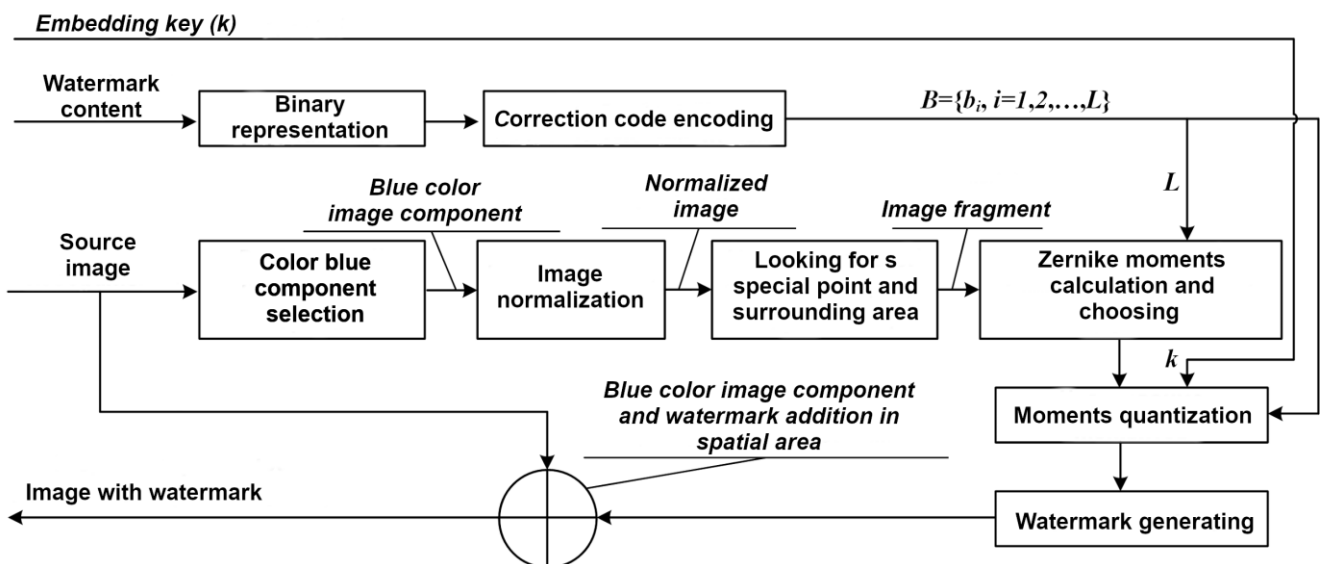 Embedding key (k)
Watermark
content
Binary
representation
Correction code encoding
B={b_i, i=1,2,…,L}
L
Source
image
Blue color
image component
Normalized
image
Image fragment
Color blue
component
selection
Image
normalization
Looking for s
special point and
surrounding area
Zernike moments
calculation and
choosing
k
Blue color image component
and watermark addition in
spatial area
Moments quantization
Image with watermark
Watermark generating